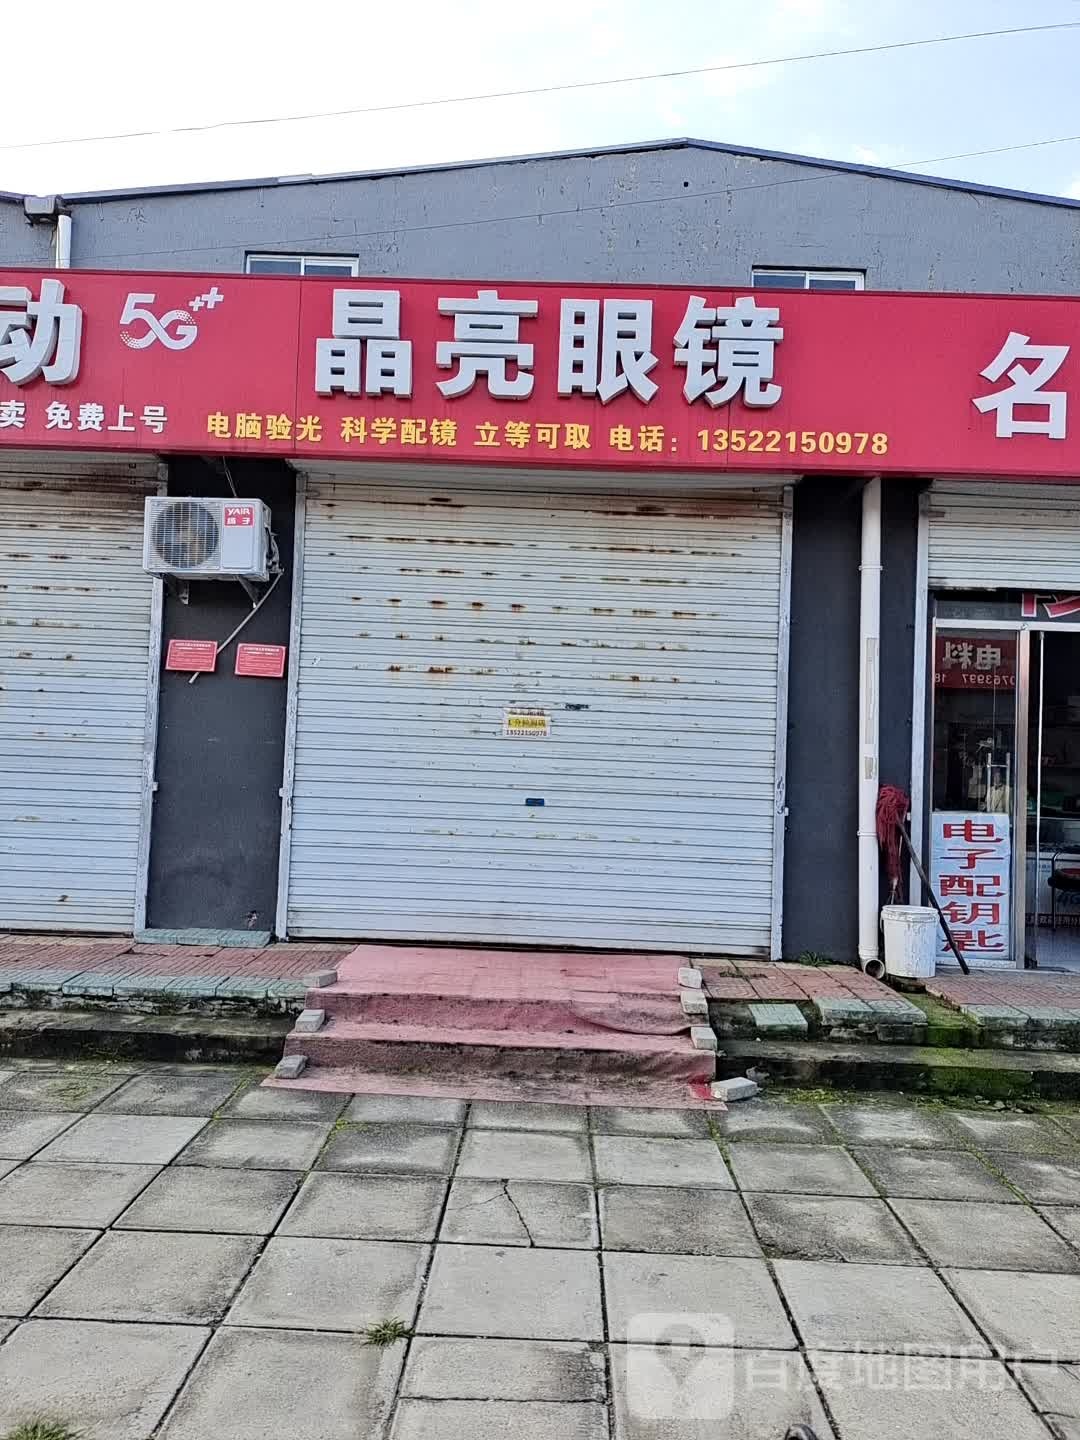 动 5G++
卖 免费上号
晶亮眼镜
电脑验光 科学配镜 立等可取 电话：13522150978
名
YAIR
扬子
13522150978
电料
电子配钥匙
百度地图用户